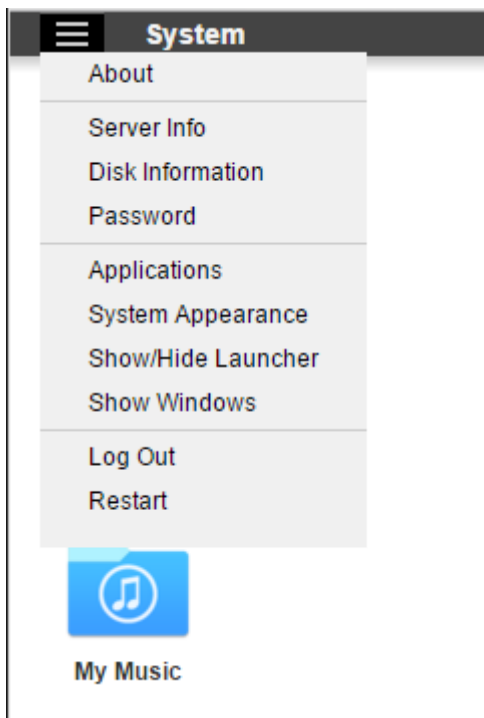 System
About
Server Info
Disk Information
Password
Applications
System Appearance
Show/Hide Launcher
Show Windows
Log Out
Restart
My Music